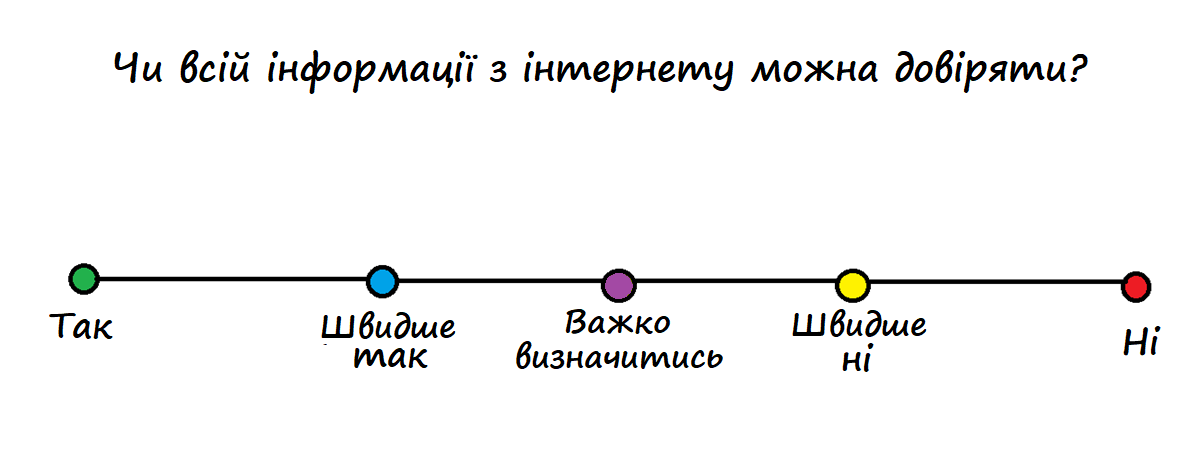 Чи всій інформації з інтернету можна довіряти?
Так
Швидше
так
Важко
визначитись
Швидше
ні
Ні